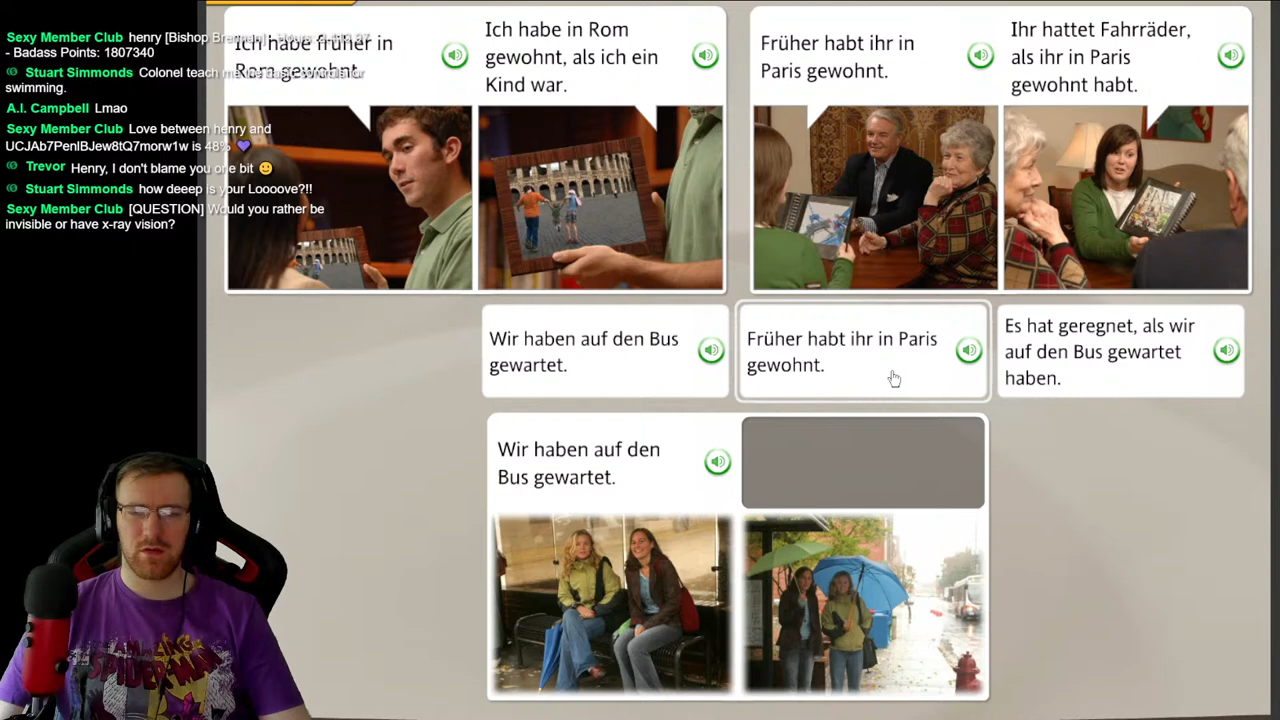 Sexy Member Club henry [Bishop Brennan]
- Badass Points: 1807340
Stuart Simmonds Colonel teach me the basic controls for
swimming.
A.I. Campbell Lmao
Sexy Member Club Love between henry and
is 48% 💜
Trevor Henry, I don't blame you one bit 🙂
Stuart Simmonds how deeep is your Loooove?!!
Sexy Member Club [QUESTION] Would you rather be
invisible or have x-ray vision?
Ich habe früher in
Rom gewohnt.
Ich habe in Rom
gewohnt, als ich ein
Kind war.
Früher habt ihr in
Paris gewohnt.
Ihr hattet Fahrräder,
als ihr in Paris
gewohnt habt.
Wir haben auf den Bus
gewartet.
Früher habt ihr in Paris
gewohnt.
Es hat geregnet, als wir
auf den Bus gewartet
haben.
Wir haben auf den
Bus gewartet.